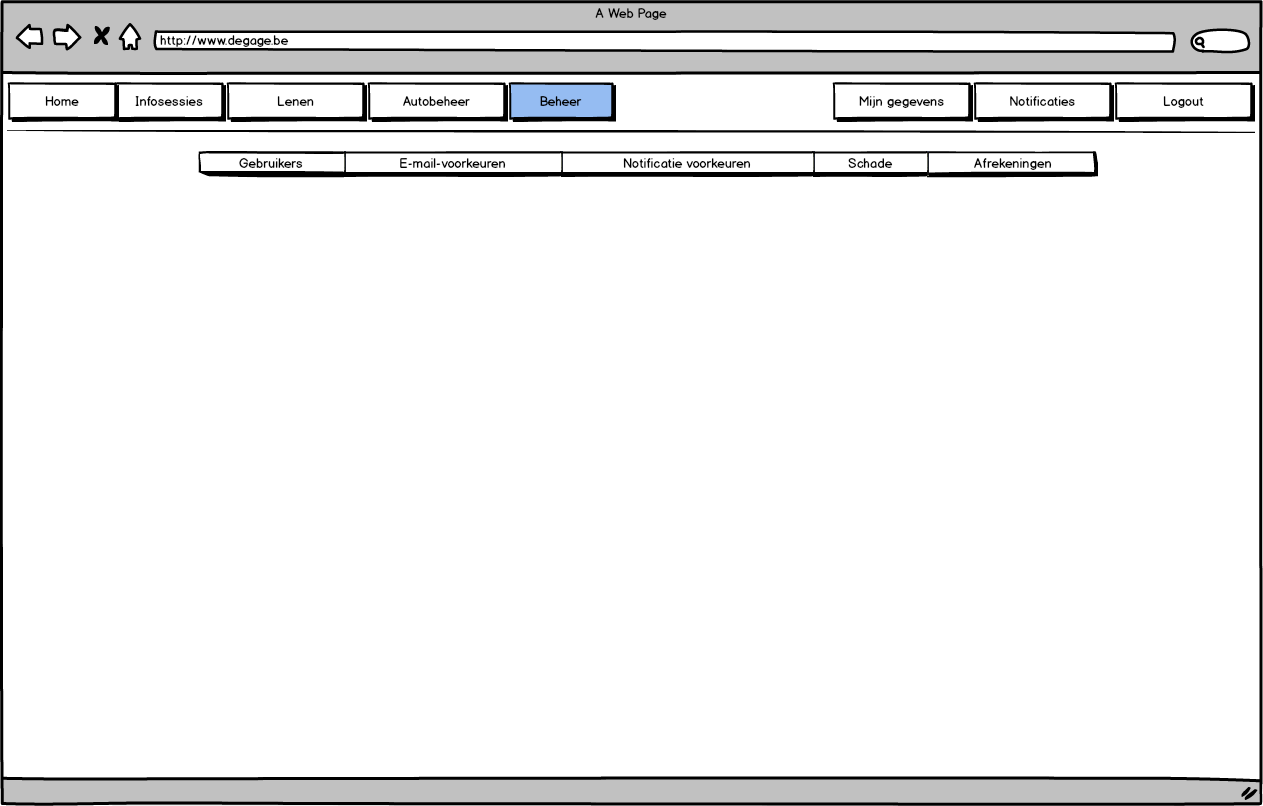 A Web Page
http://www.degage.be
Home Infosessies Lenen Autobeheer Beheer Mijn gegevens Notificaties Logout
Gebruikers E-mail-voorkeuren Notificatie voorkeuren Schade Afrekeningen